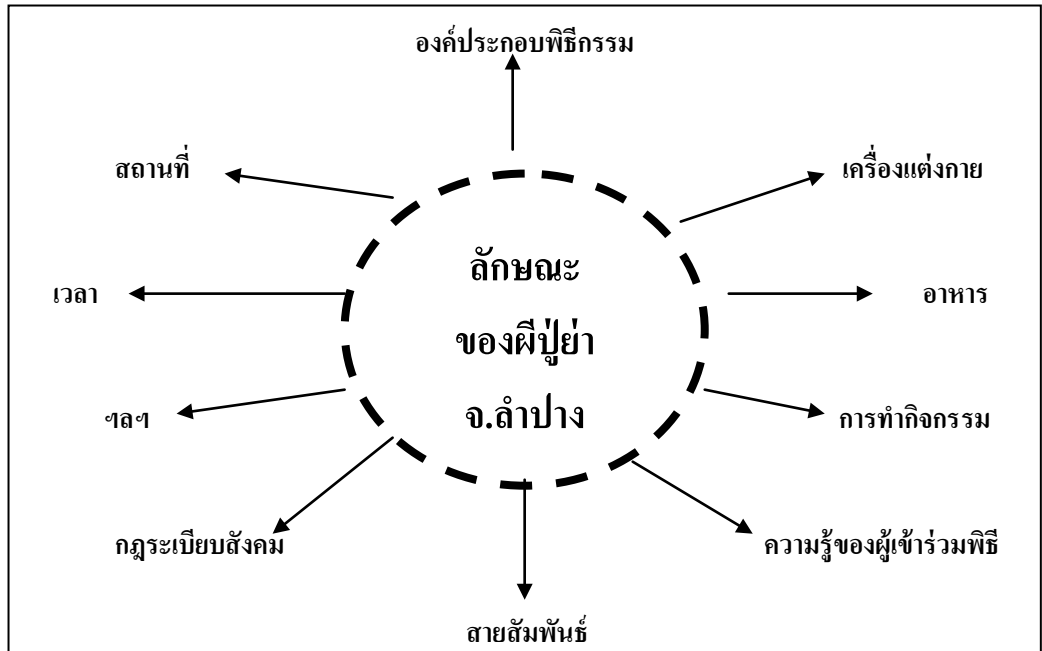 องค์ประกอบพิธีกรรม
สถานที่
เครื่องแต่งกาย
ลักษณะ
ของผีปู่ย่า
จ.ลำปาง
เวลา
อาหาร
ฯลฯ
การทำกิจกรรม
กฎระเบียบสังคม
ความรู้ของผู้เข้าร่วมพิธี
สายสัมพันธ์